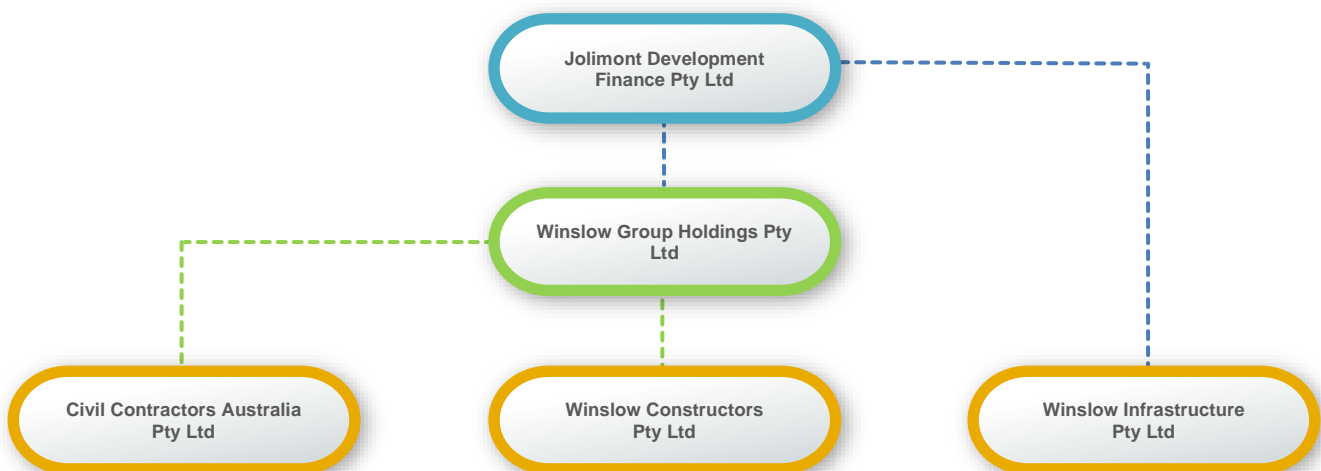 Jolimont Development
Finance Pty Ltd
Winslow Group Holdings Pty
Ltd
Civil Contractors Australia
Pty Ltd
Winslow Constructors
Pty Ltd
Winslow Infrastructure
Pty Ltd